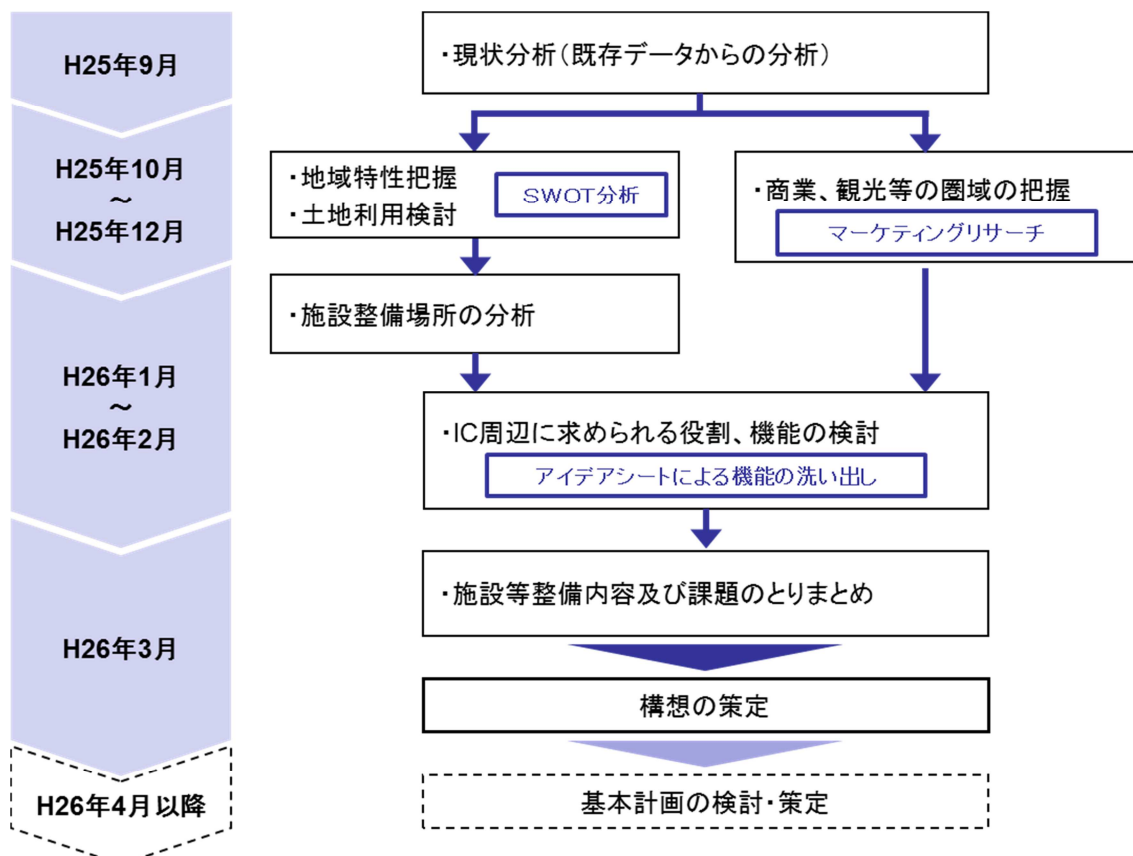 H25年9月
・現状分析(既存データからの分析)
H25年10月
～
H25年12月
・地域特性把握
・土地利用検討
SWOT分析
・商業、観光等の圏域の把握
マーケティングリサーチ
・施設整備場所の分析
H26年1月
～
H26年2月
・IC周辺に求められる役割、機能の検討
アイデアシートによる機能の洗い出し
H26年3月
・施設等整備内容及び課題のとりまとめ
構想の策定
H26年4月以降
基本計画の検討・策定